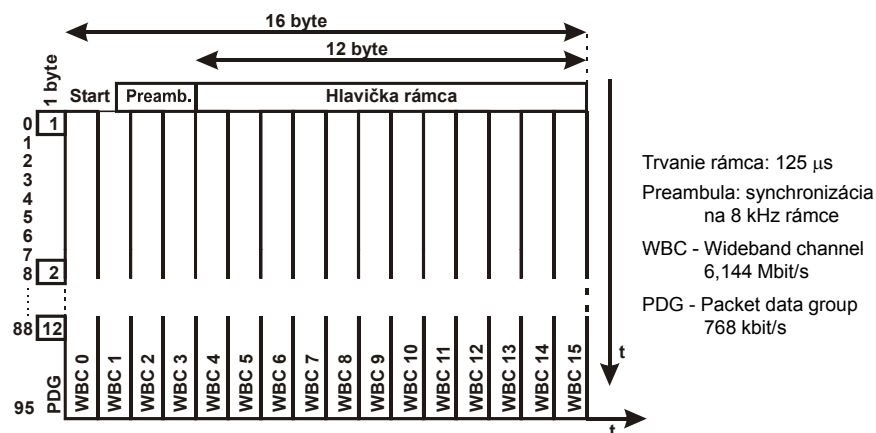 16 byte
12 byte
1 byte
Start Preamb. Hlavička rámca
0 1
1
2
3
4
5
6
7
8 2
88 12
95
PDG
WBC 0
WBC 1
WBC 2
WBC 3
WBC 4
WBC 5
WBC 6
WBC 7
WBC 8
WBC 9
WBC 10
WBC 11
WBC 12
WBC 13
WBC 14
WBC 15
t
t
Trvanie rámca: 125 μs
Preambula: synchronizácia
na 8 kHz rámce
WBC - Wideband channel
6,144 Mbit/s
PDG - Packet data group
768 kbit/s